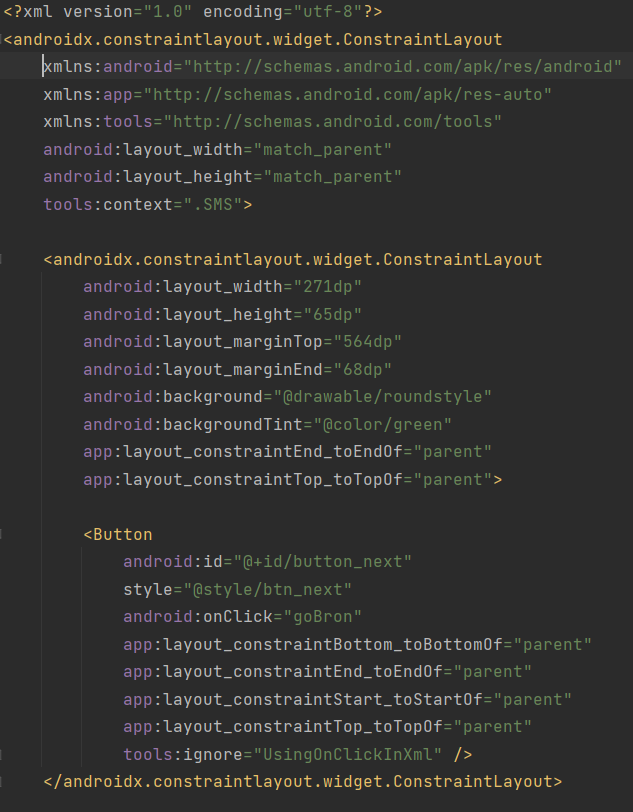 <?xml version="1.0" encoding="utf-8"?>
<androidx.constraintlayout.widget.ConstraintLayout
    xmlns:android="http://schemas.android.com/apk/res/android"
    xmlns:app="http://schemas.android.com/apk/res-auto"
    xmlns:tools="http://schemas.android.com/tools"
    android:layout_width="match_parent"
    android:layout_height="match_parent"
    tools:context=".SMS">

    <androidx.constraintlayout.widget.ConstraintLayout
        android:layout_width="271dp"
        android:layout_height="65dp"
        android:layout_marginTop="564dp"
        android:layout_marginEnd="68dp"
        android:background="@drawable/roundstyle"
        android:backgroundTint="@color/green"
        app:layout_constraintEnd_toEndOf="parent"
        app:layout_constraintTop_toTopOf="parent">

        <Button
            android:id="@+id/button_next"
            style="@style/btn_next"
            android:onClick="goBron"
            app:layout_constraintBottom_toBottomOf="parent"
            app:layout_constraintEnd_toEndOf="parent"
            app:layout_constraintStart_toStartOf="parent"
            app:layout_constraintTop_toTopOf="parent"
            tools:ignore="UsingOnClickInXml" />
    </androidx.constraintlayout.widget.ConstraintLayout>